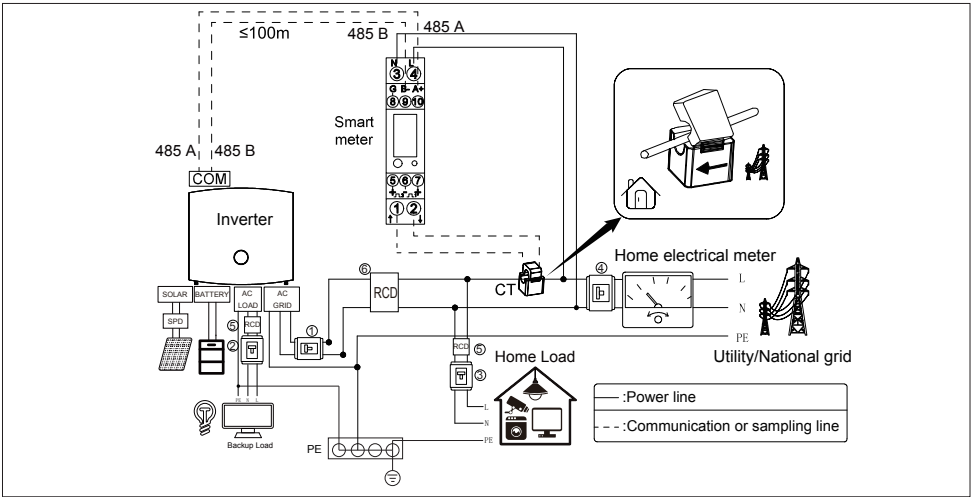 ≤100m
485 B
485 A
N L
3 4
G B- A+
8 9 10
Smart
meter
485 A
485 B
COM
5 6 7
Inverter
1 2
Home electrical meter
⑥
④
SOLAR
BATTERY
AC
LOAD
AC
GRID
RCD
CT
L
N
SPD
⑤
RCD
①
②
PE
RCD
⑤
Home Load
Utility/National grid
③
PE N L
L
:Power line
N
:Communication or sampling line
Backup Load
PE
PE